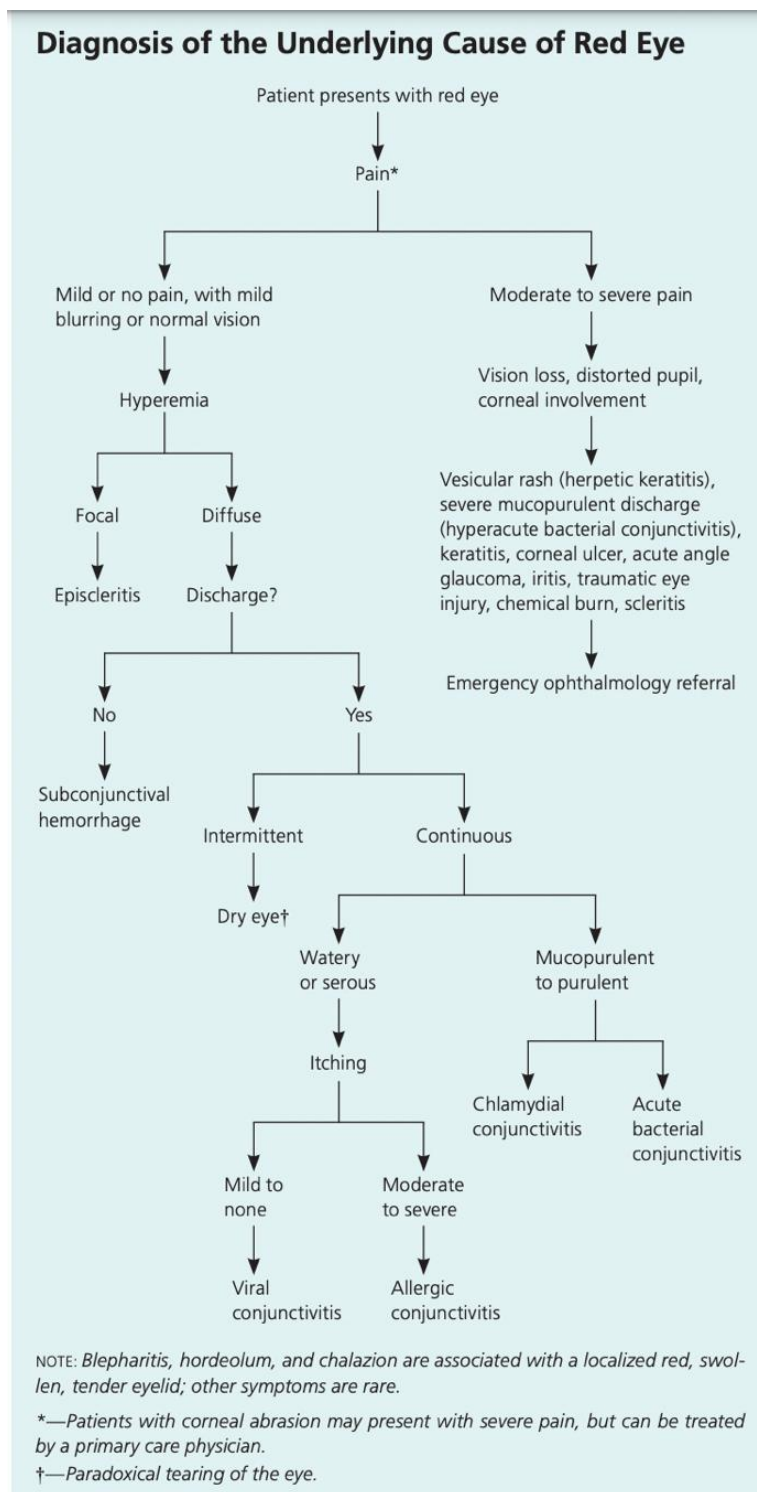 Diagnosis of the Underlying Cause of Red Eye
Patient presents with red eye
Pain*
Mild or no pain, with mild
blurring or normal vision
Moderate to severe pain
Vision loss, distorted pupil,
corneal involvement
Hyperemia
Vesicular rash (herpetic keratitis),
severe mucopurulent discharge
(hyperacute bacterial conjunctivitis),
keratitis, corneal ulcer, acute angle
glaucoma, iritis, traumatic eye
injury, chemical burn, scleritis
Focal
Diffuse
Episcleritis
Discharge?
Emergency ophthalmology referral
No
Yes
Subconjunctival
hemorrhage
Intermittent
Continuous
Dry eye†
Watery
or serous
Mucopurulent
to purulent
Itching
Chlamydial
conjunctivitis
Acute
bacterial
conjunctivitis
Mild to
none
Moderate
to severe
Viral
conjunctivitis
Allergic
conjunctivitis
NOTE: Blepharitis, hordeolum, and chalazion are associated with a localized red, swol-
len, tender eyelid; other symptoms are rare.
*—Patients with corneal abrasion may present with severe pain, but can be treated
by a primary care physician.
†—Paradoxical tearing of the eye.